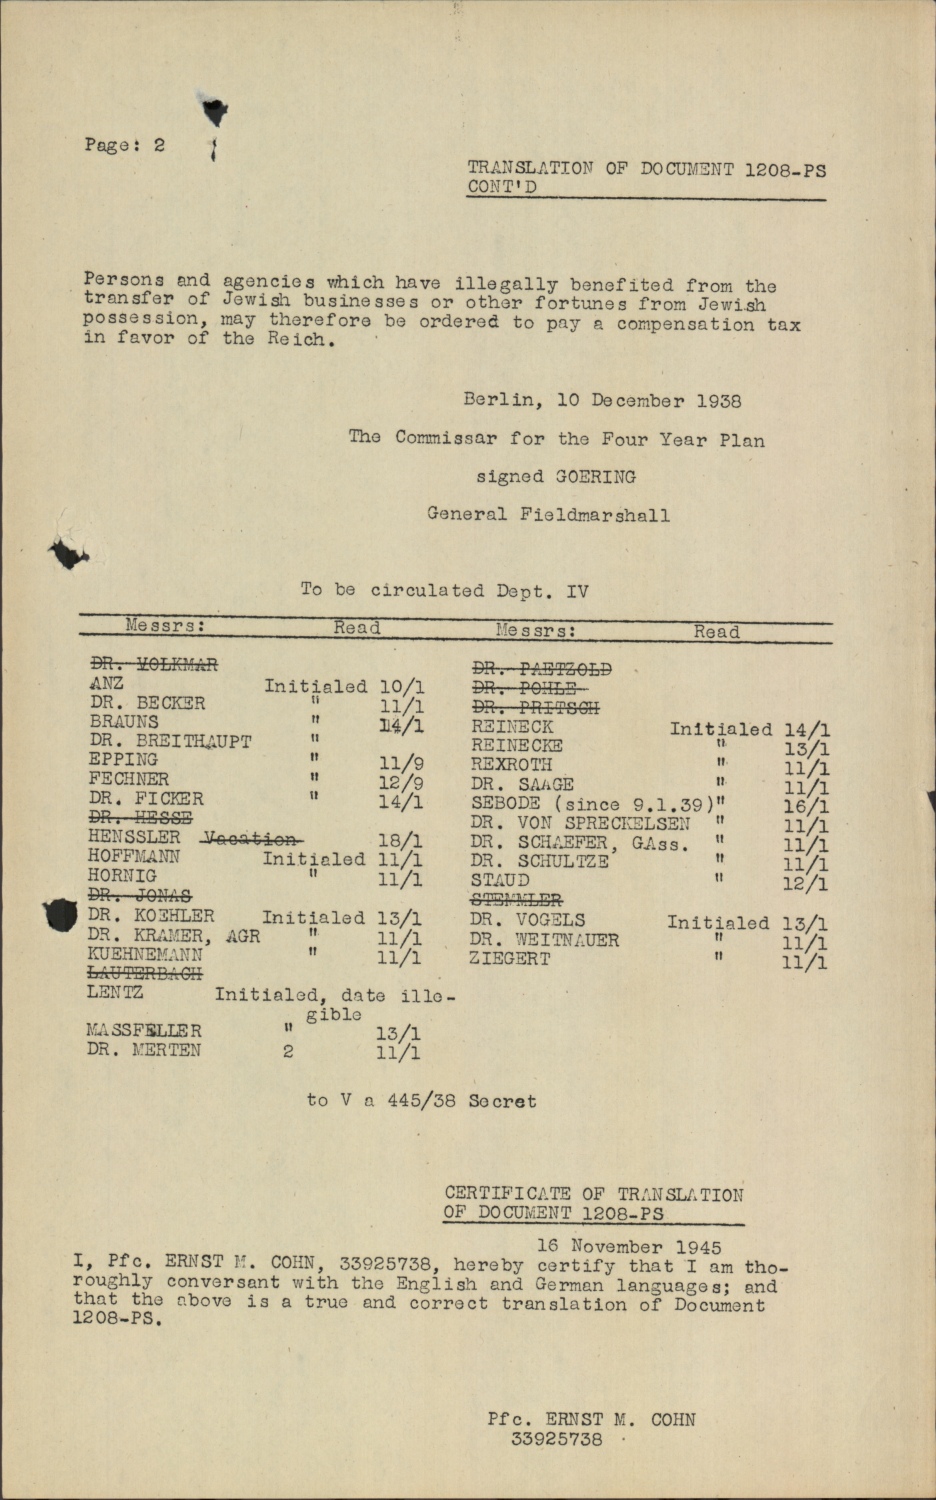 Page: 2
TRANSLATION OF DOCUMENT 1208-PS
CONT'D
Persons and agencies which have illegally benefited from the
transfer of Jewish businesses or other fortunes from Jewish
possession, may therefore be ordered to pay a compensation tax
in favor of the Reich.
Berlin, 10 December 1938
The Commissar for the Four Year Plan
signed GOERING
General Fieldmarshall
To be circulated Dept. IV
Messrs: Read Messrs: Read
DR. VOLKMAR
ANZ Initialed 10/1
DR. BECKER " 11/1
BRAUNS " 14/1
DR. BREITHAUPT "
EPPING " 11/9
FECHNER " 12/9
DR. FICKER " 14/1
DR. HESSE
HENSSLER Vacation 18/1
HOFFMANN Initialed 11/1
HORNIG " 11/1
DR. JONAS
DR. KOEHLER Initialed 13/1
DR. KRAMER, AGR " 11/1
KUEHNEMANN " 11/1
LAUTERBACH
LENTZ Initialed, date ille-
gible
MASSFELLER " 13/1
DR. MERTEN 2 11/1
DR. PAETZOLD
DR. POHLE
DR. PRITSCH
REINECK Initialed 14/1
REINECKE " 13/1
REXROTH " 11/1
DR. SAAGE " 11/1
SEBODE (since 9.1.39)" 16/1
DR. VON SPRECKELSEN " 11/1
DR. SCHAEFER, GAss. " 11/1
DR. SCHULTZE " 11/1
STAUD " 12/1
STEMMLER
DR. VOGELS Initialed 13/1
DR. WEITNAUER " 11/1
ZIEGERT " 11/1
to V a 445/38 Secret
CERTIFICATE OF TRANSLATION
OF DOCUMENT 1208-PS
16 November 1945
I, Pfc. ERNST M. COHN, 33925738, hereby certify that I am tho-
roughly conversant with the English and German languages; and
that the above is a true and correct translation of Document
1208-PS.
Pfc. ERNST M. COHN
33925738